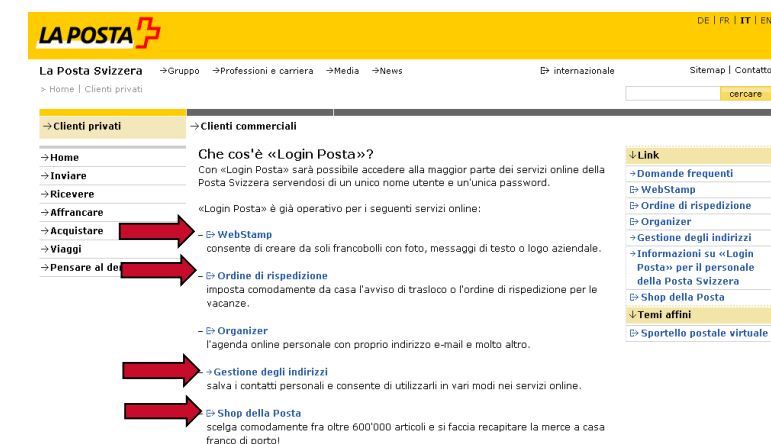 DE | FR | IT | EN
LA POSTA
La Posta Svizzera →Gruppo →Professioni e carriera →Media →News internazionale Sitemap | Contatto
> Home | Clienti privati
cercare
→Clienti privati →Clienti commerciali
→Home
→Inviare
→Ricevere
→Affrancare
→Acquistare
→Viaggi
→Pensare al
Che cos'è «Login Posta»?
Con «Login Posta» sarà possibile accedere alla maggior parte dei servizi online della
Posta Svizzera servendosi di un unico nome utente e un'unica password.
«Login Posta» è già operativo per i seguenti servizi online:
– WebStamp
consente di creare da soli francobolli con foto, messaggi di testo o logo aziendale.
– Ordine di rispedizione
imposta comodamente da casa l'avviso di trasloco o l'ordine di rispedizione per le
vacanze.
– Organizer
l'agenda online personale con proprio indirizzo e-mail e molto altro.
– →Gestione degli indirizzi
salva i contatti personali e consente di utilizzarli in vari modi nei servizi online.
– Shop della Posta
scelga comodamente fra oltre 600'000 articoli e si faccia recapitare la merce a casa
franco di porto!
↓Link
→Domande frequenti
WebStamp
Ordine di rispedizione
Organizer
→Gestione degli indirizzi
→Informazioni su «Login
Posta» per il personale
della Posta Svizzera
Shop della Posta
↓Temi affini
Sportello postale virtuale